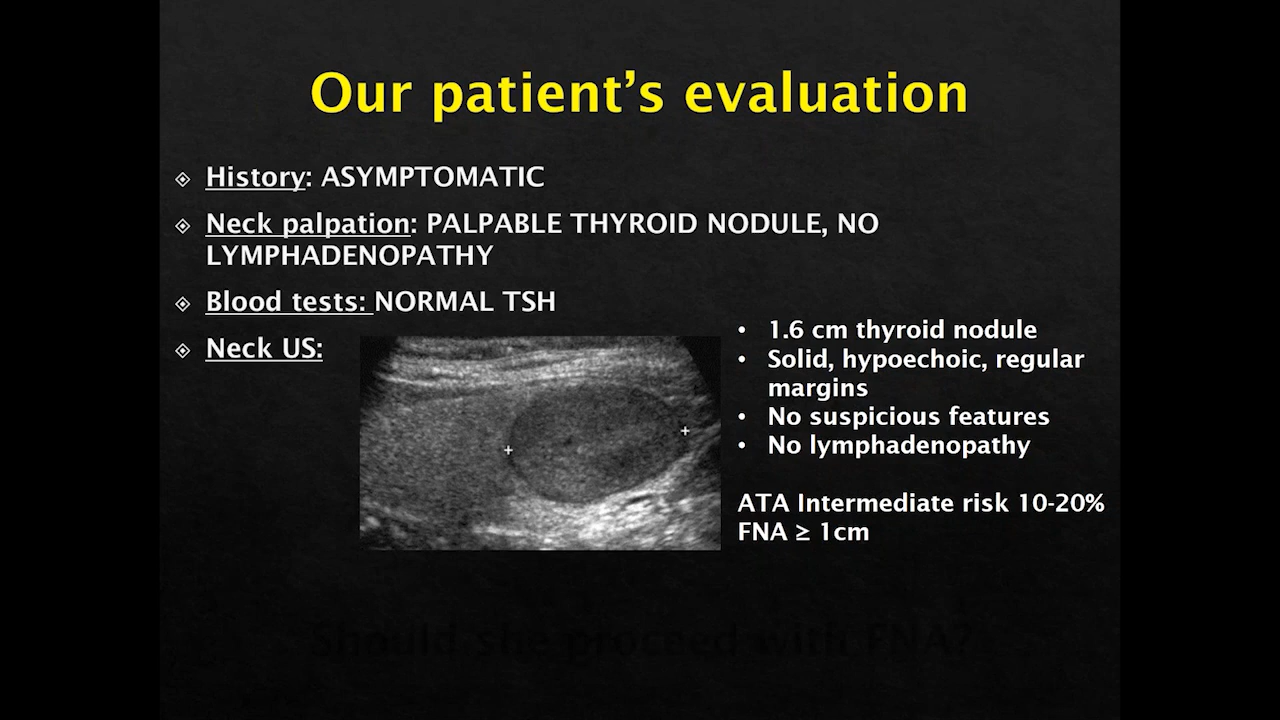 Our patient's evaluation
History: ASYMPTOMATIC
Neck palpation: PALPABLE THYROID NODULE, NO
LYMPHADENOPATHY
Blood tests: NORMAL TSH
Neck US:
• 1.6 cm thyroid nodule
• Solid, hypoechoic, regular
margins
• No suspicious features
• No lymphadenopathy
ATA Intermediate risk 10-20%
FNA ≥ 1cm
Should she proceed with FNA?